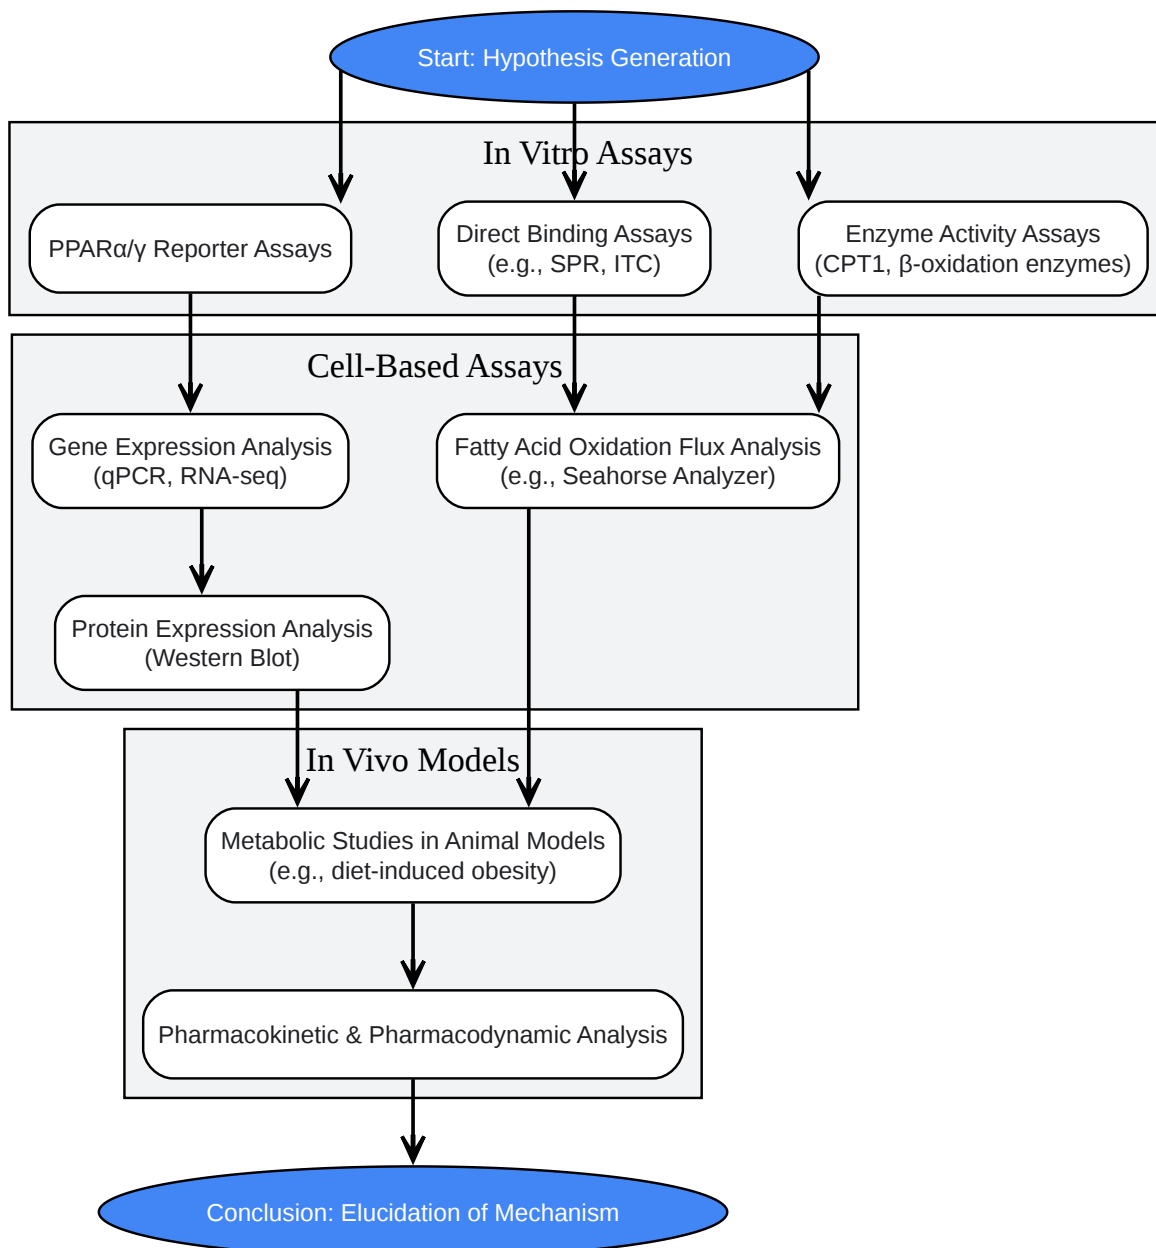 Start: Hypothesis Generation
In Vitro Assays
PPARα/γ Reporter Assays
Direct Binding Assays
(e.g., SPR, ITC)
Enzyme Activity Assays
(CPT1, β-oxidation enzymes)
Cell-Based Assays
Gene Expression Analysis
(qPCR, RNA-seq)
Fatty Acid Oxidation Flux Analysis
(e.g., Seahorse Analyzer)
Protein Expression Analysis
(Western Blot)
In Vivo Models
Metabolic Studies in Animal Models
(e.g., diet-induced obesity)
Pharmacokinetic & Pharmacodynamic Analysis
Conclusion: Elucidation of Mechanism